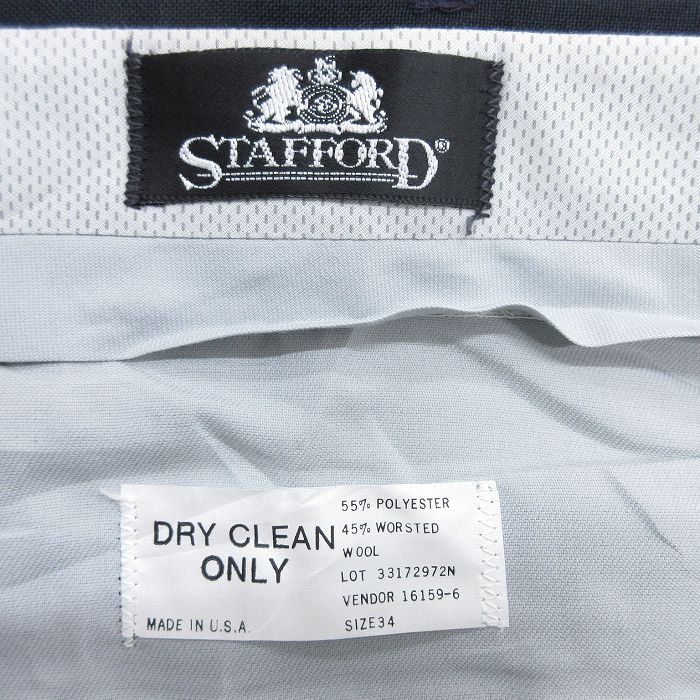 STAFFORD®
DRY CLEAN
ONLY
MADE IN U.S.A.
55% POLYESTER
45% WORSTED
WOOL
LOT 33172972N
VENDOR 16159-6
SIZE34